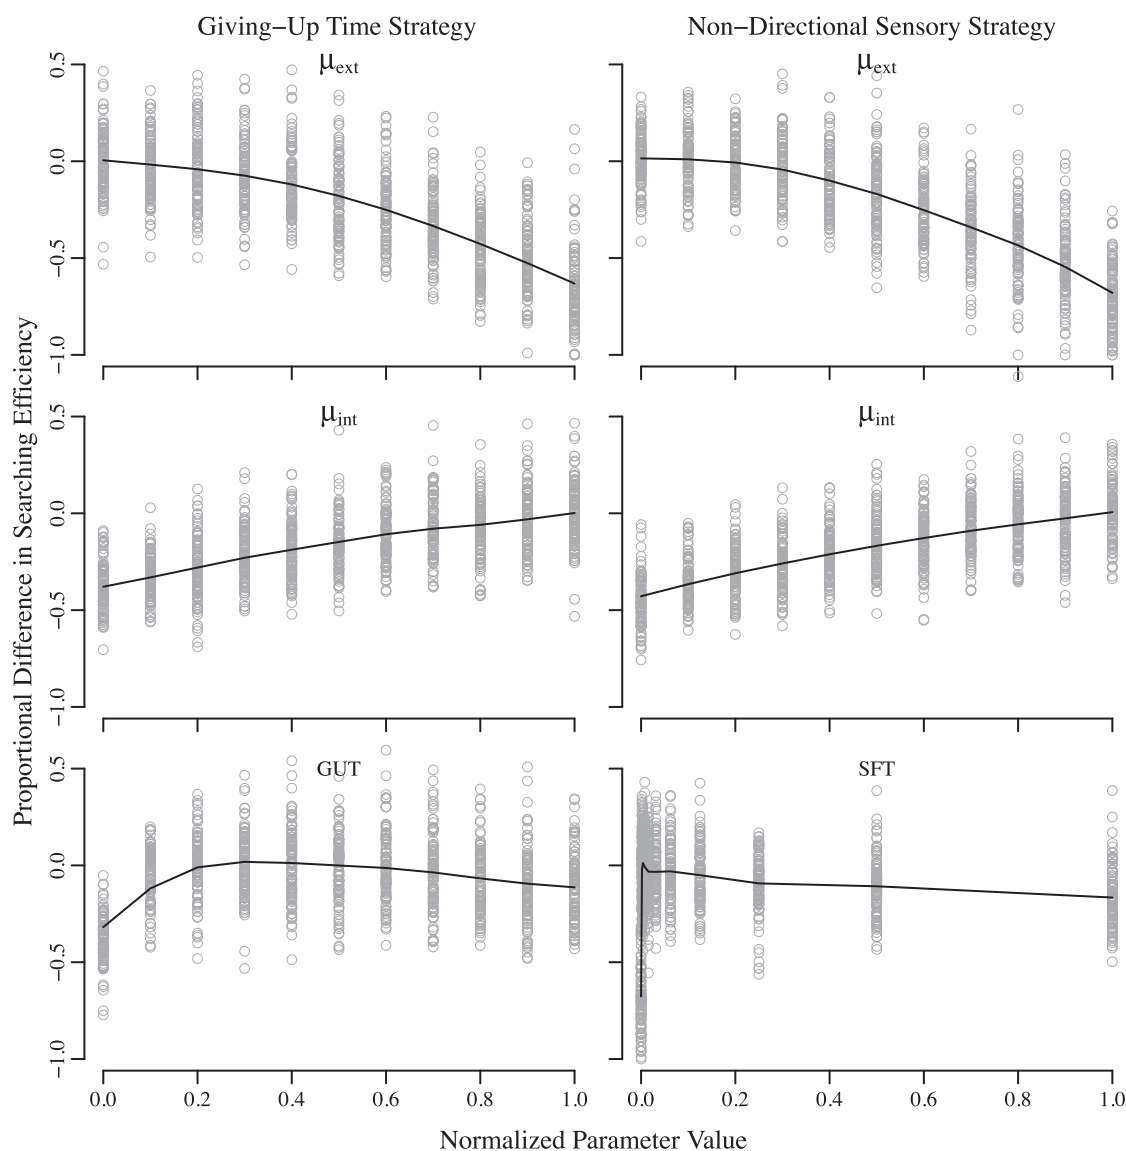 Giving−Up Time Strategy
Non−Directional Sensory Strategy
μext
μext
0.5
0.0
−0.5
−1.0
μint
μint
0.5
0.0
−0.5
−1.0
GUT
SFT
0.5
0.0
−0.5
−1.0
0.0 0.2 0.4 0.6 0.8 1.0
0.0 0.2 0.4 0.6 0.8 1.0
Proportional Difference in Searching Efficiency
Normalized Parameter Value